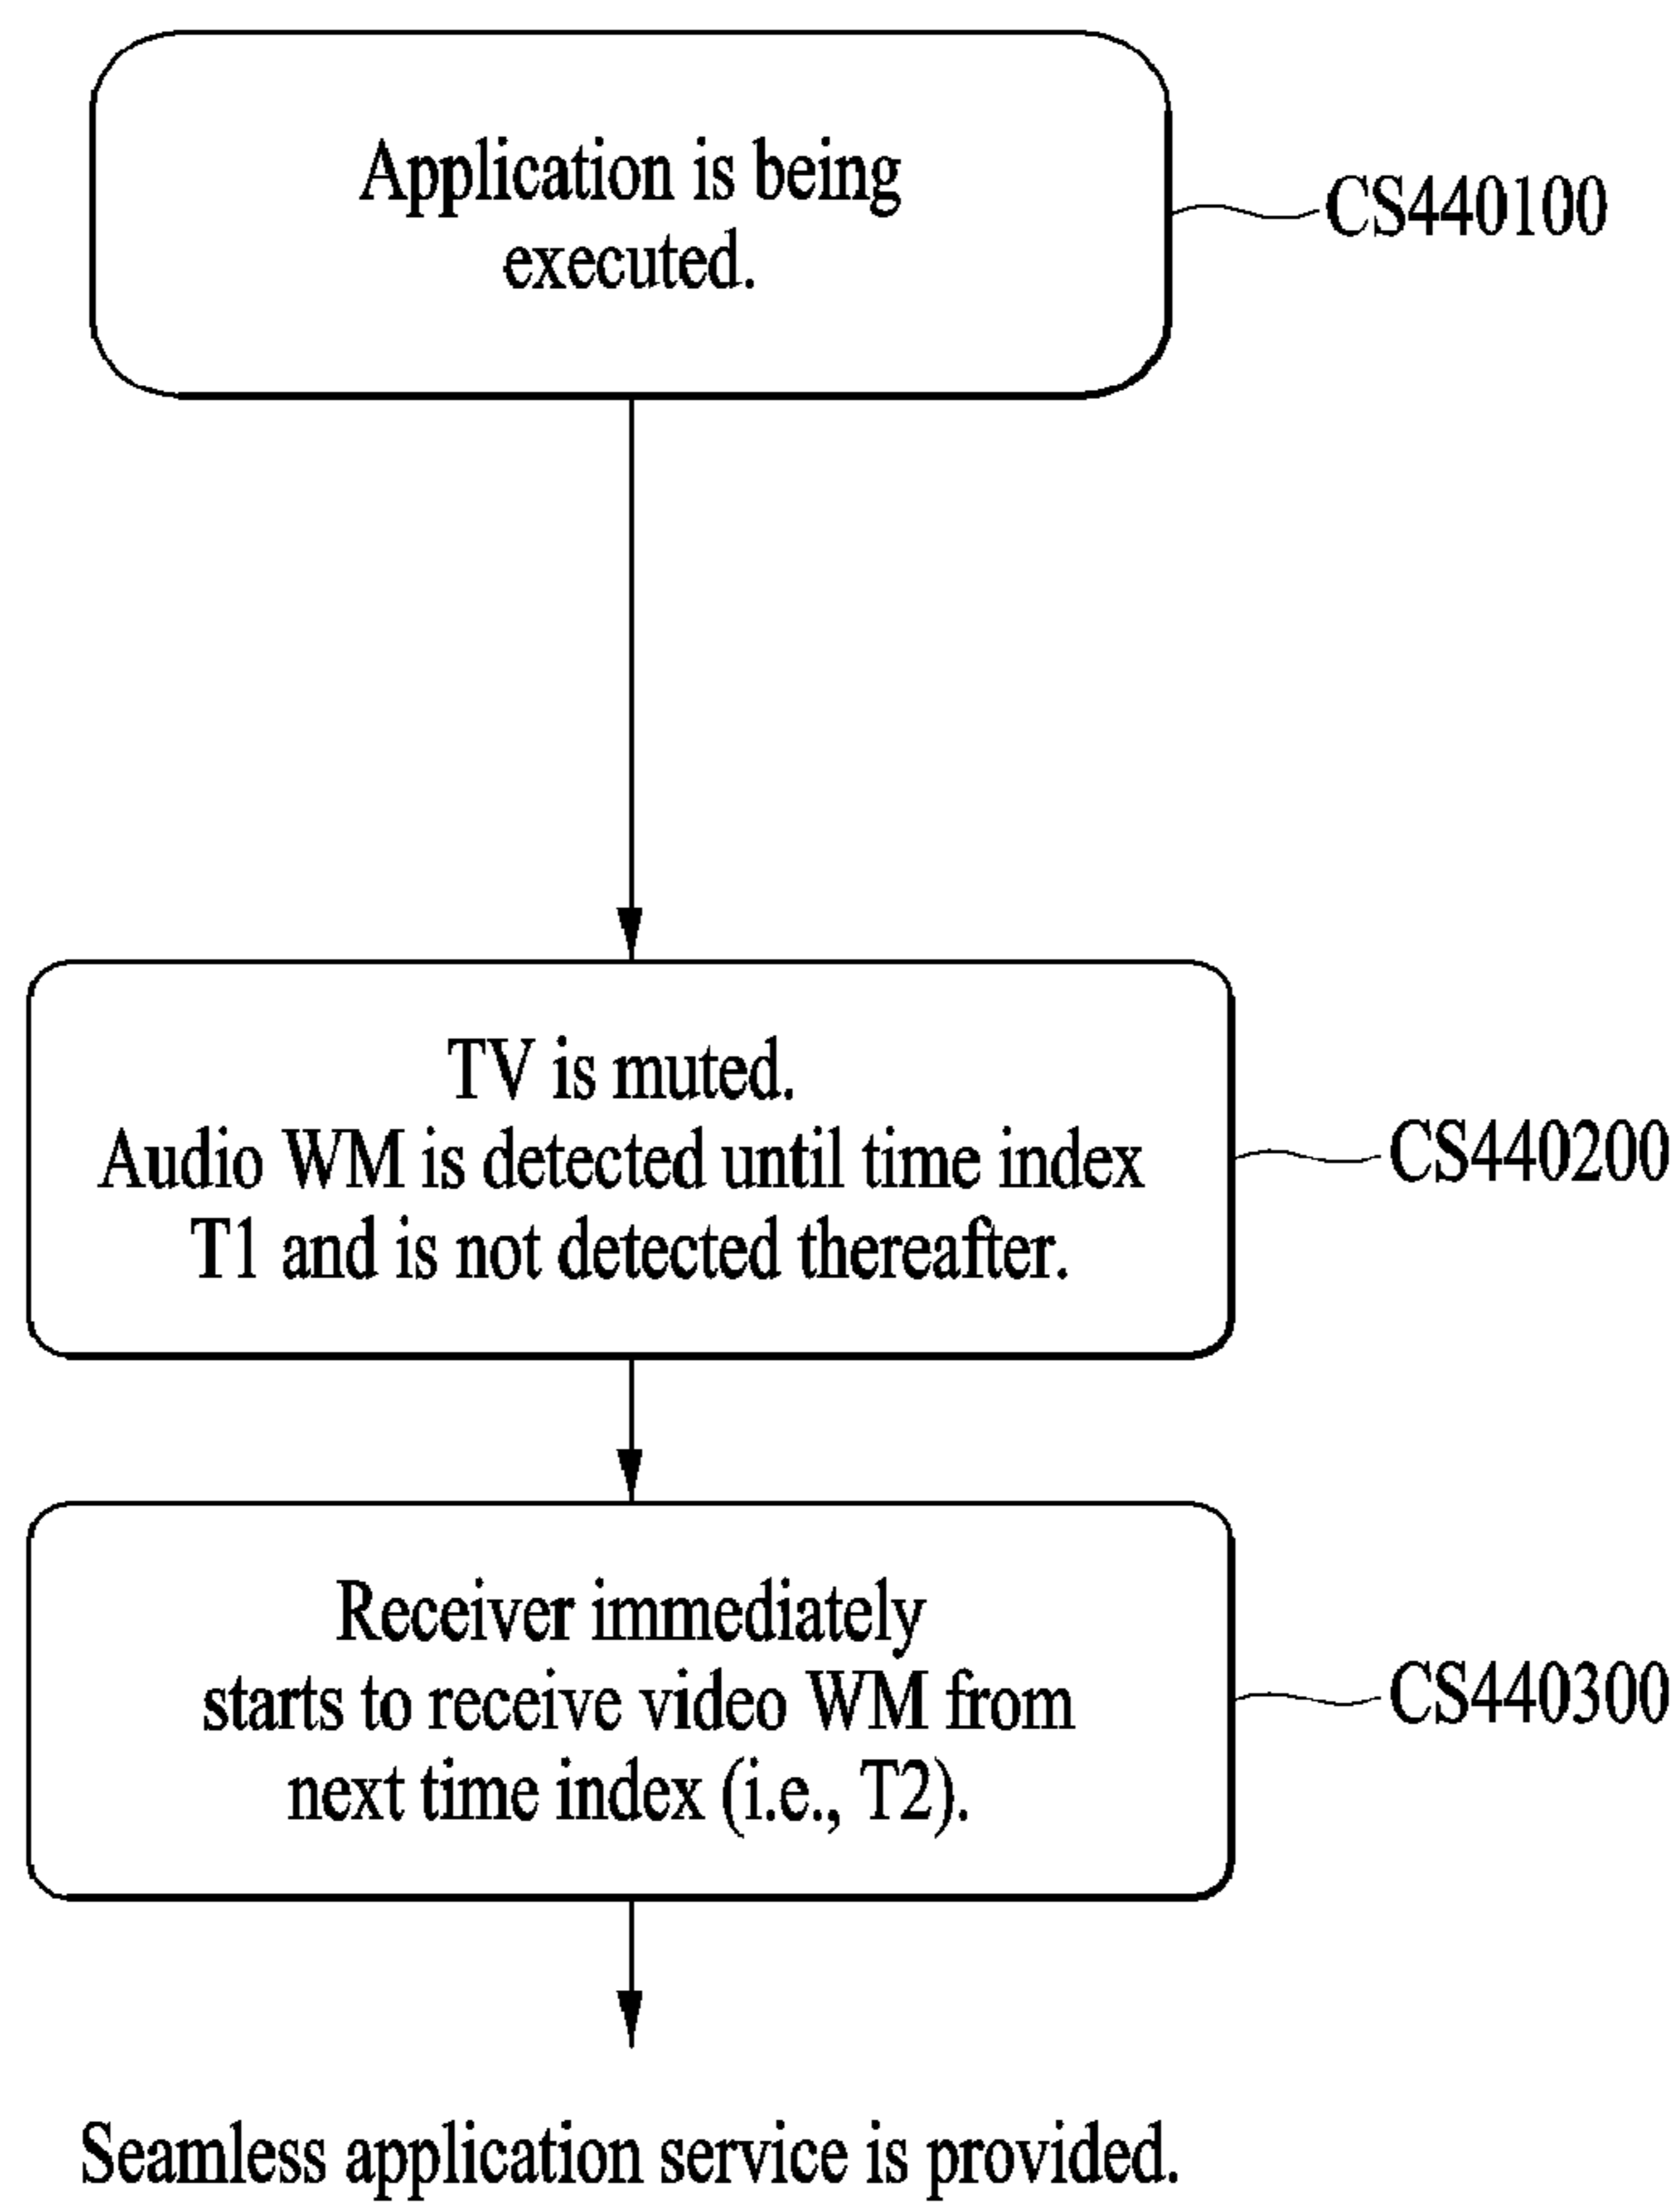 Application is being
executed.
CS440100
TV is muted.
Audio WM is detected until time index
T1 and is not detected thereafter.
CS440200
Receiver immediately
starts to receive video WM from
next time index (i.e., T2).
CS440300
Seamless application service is provided.